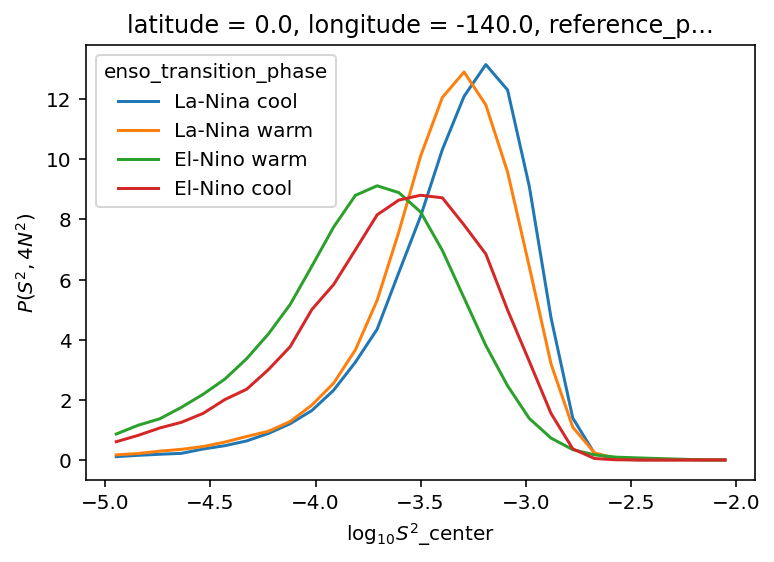 latitude = 0.0, longitude = -140.0, reference_p...
enso_transition_phase
La-Nina cool
La-Nina warm
El-Nino warm
El-Nino cool
P(S², 4N²)
12
10
8
6
4
2
0
−5.0 −4.5 −4.0 −3.5 −3.0 −2.5 −2.0
log₁₀S²_center